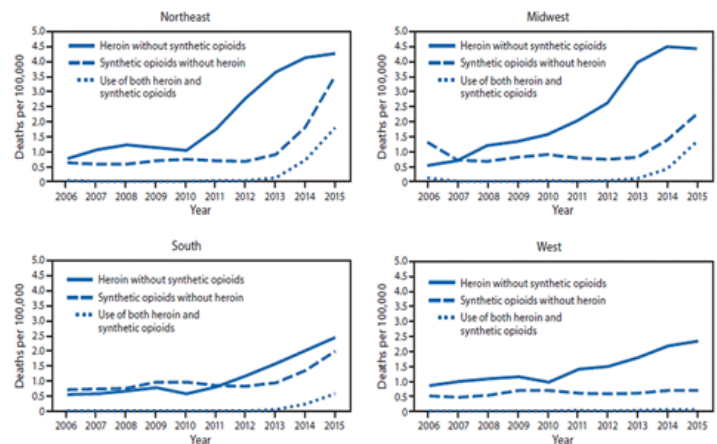 Northeast
Deaths per 100,000
5.0
4.5
4.0
3.5
3.0
2.5
2.0
1.5
1.0
0.5
0
Heroin without synthetic opioids
Synthetic opioids without heroin
Use of both heroin and
synthetic opioids
2006 2007 2008 2009 2010 2011 2012 2013 2014 2015
Year
Midwest
Deaths per 100,000
5.0
4.5
4.0
3.5
3.0
2.5
2.0
1.5
1.0
0.5
0
Heroin without synthetic opioids
Synthetic opioids without heroin
Use of both heroin and
synthetic opioids
2006 2007 2008 2009 2010 2011 2012 2013 2014 2015
Year
South
Deaths per 100,000
5.0
4.5
4.0
3.5
3.0
2.5
2.0
1.5
1.0
0.5
0
Heroin without synthetic opioids
Synthetic opioids without heroin
Use of both heroin and
synthetic opioids
2006 2007 2008 2009 2010 2011 2012 2013 2014 2015
Year
West
Deaths per 100,000
5.0
4.5
4.0
3.5
3.0
2.5
2.0
1.5
1.0
0.5
0
Heroin without synthetic opioids
Synthetic opioids without heroin
Use of both heroin and
synthetic opioids
2006 2007 2008 2009 2010 2011 2012 2013 2014 2015
Year